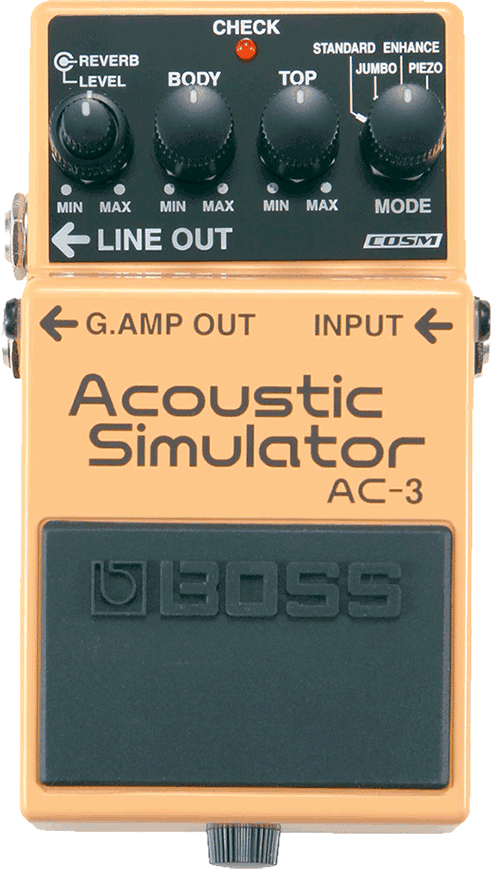 CHECK
STANDARD ENHANCE
JUMBO PIEZO
REVERB
LEVEL
BODY
TOP
MIN MAX MIN MAX MIN MAX MODE
LINE OUT
COSM
G.AMP OUT INPUT
Acoustic
Simulator
AC-3
BOSS